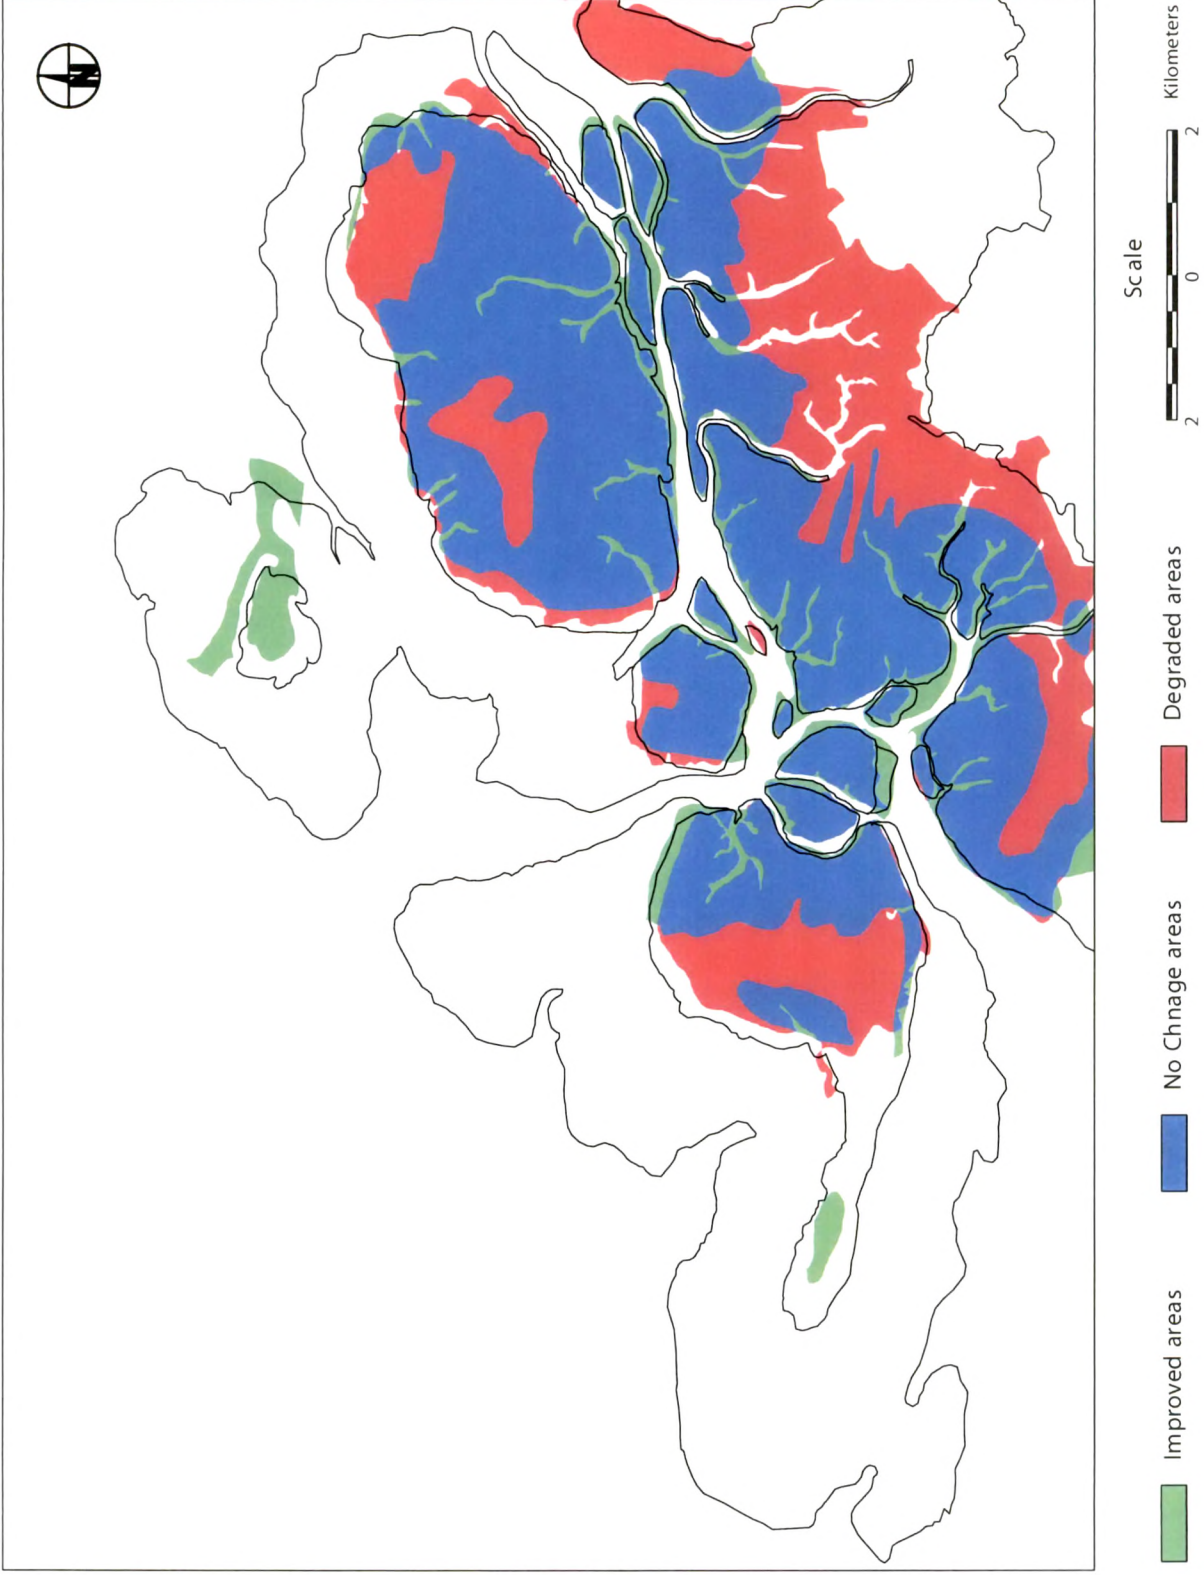 N
Scale
2 0 2 Kilometers
Improved areas
No Chnage areas
Degraded areas